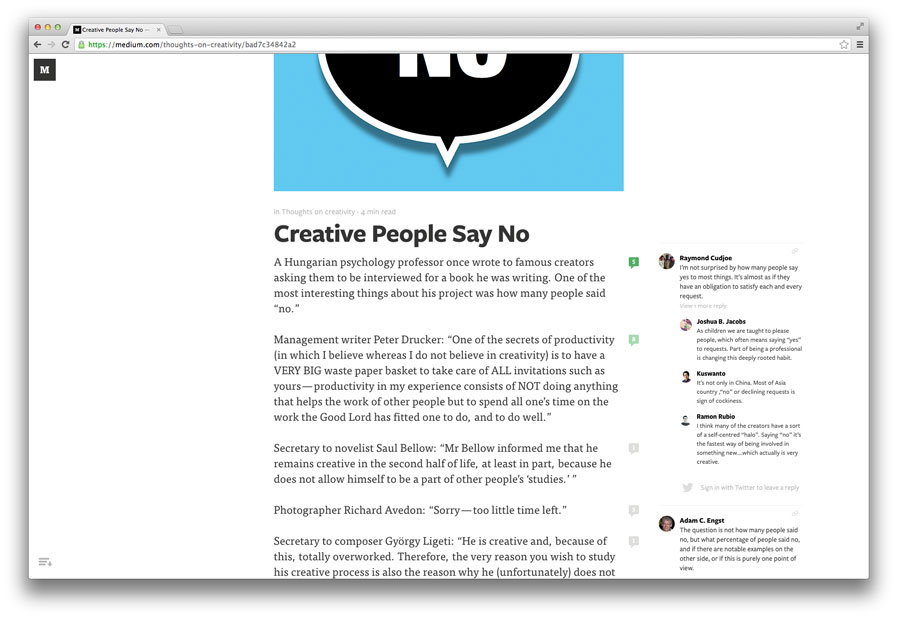 Creative People Say No —
https://medium.com/thoughts-on-creativity/bad7c34842a2
M
NO
in Thoughts on creativity · 4 min read
Creative People Say No
A Hungarian psychology professor once wrote to famous creators
asking them to be interviewed for a book he was writing. One of the
most interesting things about his project was how many people said
“no.”
5
Management writer Peter Drucker: “One of the secrets of productivity
(in which I believe whereas I do not believe in creativity) is to have a
VERY BIG waste paper basket to take care of ALL invitations such as
yours — productivity in my experience consists of NOT doing anything
that helps the work of other people but to spend all one’s time on the
work the Good Lord has fitted one to do, and to do well.”
Secretary to novelist Saul Bellow: “Mr Bellow informed me that he
remains creative in the second half of life, at least in part, because he
does not allow himself to be a part of other people’s ‘studies.’ ”
Photographer Richard Avedon: “Sorry — too little time left.”
Secretary to composer György Ligeti: “He is creative and, because of
this, totally overworked. Therefore, the very reason you wish to study
his creative process is also the reason why he (unfortunately) does not
Raymond Cudjoe
I’m not surprised by how many people say
yes to most things. It’s almost as if they
have an obligation to satisfy each and every
request.
View 1 more reply
Joshua B. Jacobs
As children we are taught to please
people, which often means saying “yes”
to requests. Part of being a professional
is changing this deeply rooted habit.
Kuswanto
It’s not only in China. Most of Asia
country ,“no” or declining requests is
sign of cockiness.
Ramon Rubio
I think many of the creators have a sort
of a self-centred “halo”. Saying “no” it’s
the fastest way of being involved in
something new...which actually is very
creative.
Sign in with Twitter to leave a reply
Adam C. Engst
The question is not how many people said
no, but what percentage of people said no,
and if there are notable examples on the
other side, or if this is purely one point of
view.